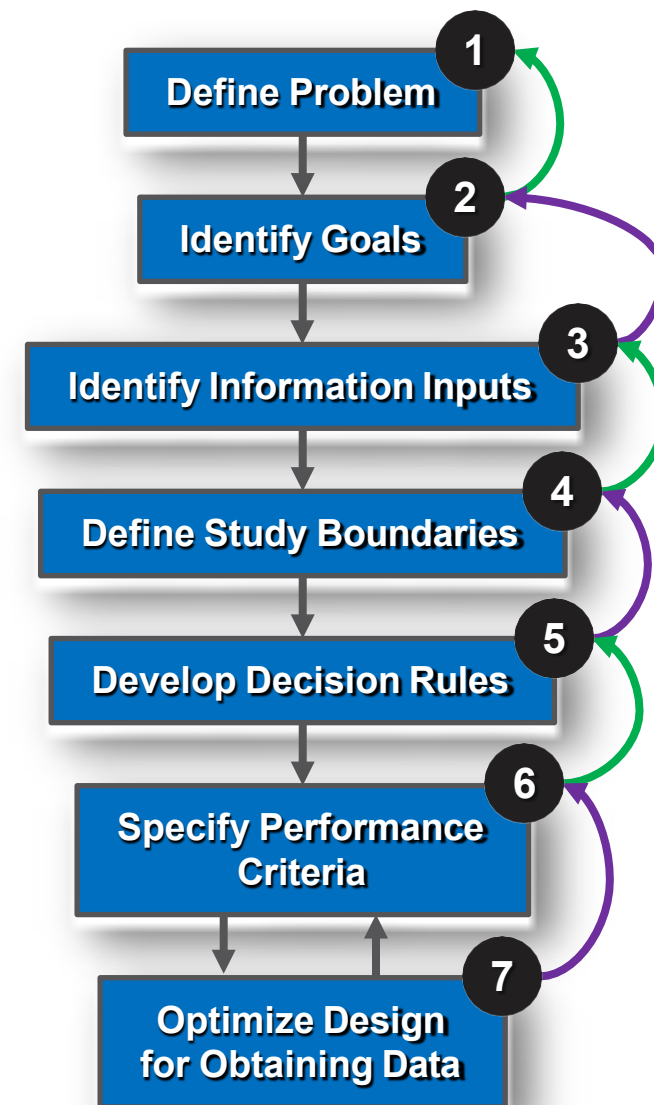 1
Define Problem
2
Identify Goals
3
Identify Information Inputs
4
Define Study Boundaries
5
Develop Decision Rules
6
Specify Performance
Criteria
7
Optimize Design
for Obtaining Data